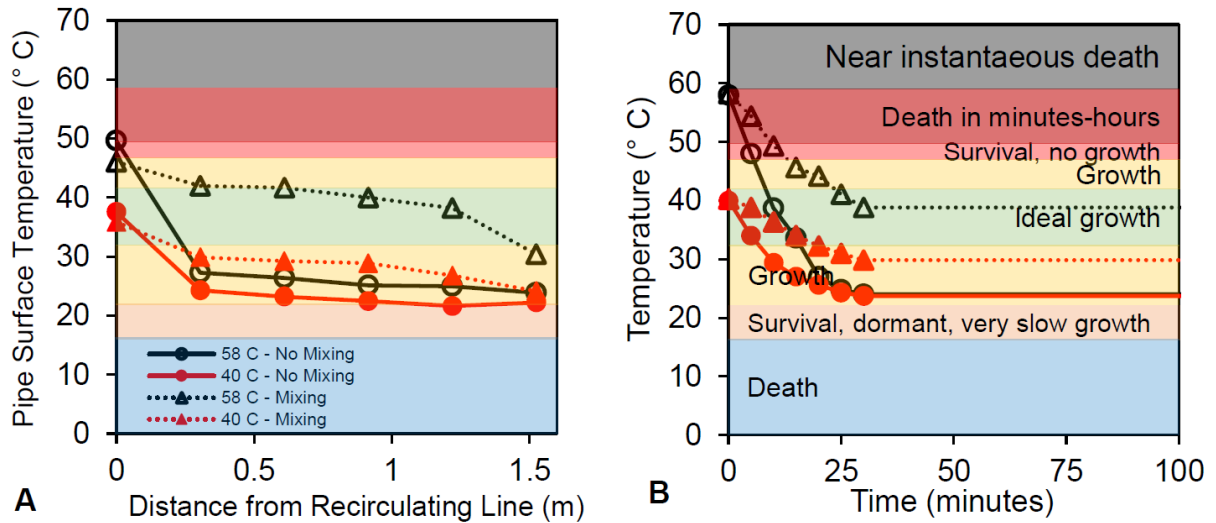 Pipe Surface Temperature (° C)
70
60
50
40
30
20
10
0
58 C - No Mixing
40 C - No Mixing
58 C - Mixing
40 C - Mixing
0
0.5
1
1.5
Distance from Recirculating Line (m)
A
Temperature (° C)
70
60
50
40
30
20
10
0
Near instantaeous death
Death in minutes-hours
Survival, no growth
Growth
Ideal growth
Growth
Survival, dormant, very slow growth
Death
0
25
50
75
100
Time (minutes)
B